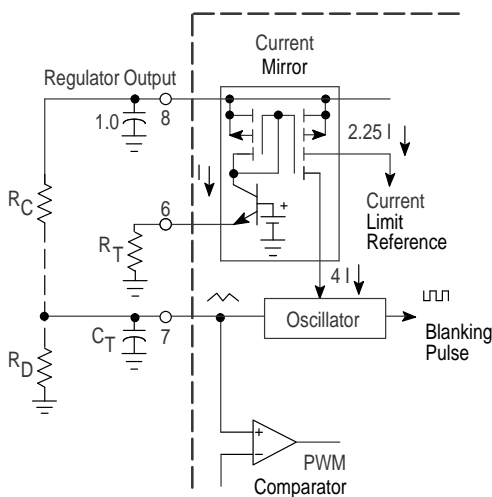 Current
Mirror
Regulator Output
1.0
8
2.25 I
I
R_C
6
+
Current
Limit
Reference
R_T
4 I
Oscillator
C_T
7
Blanking
Pulse
R_D
+
−
PWM
Comparator